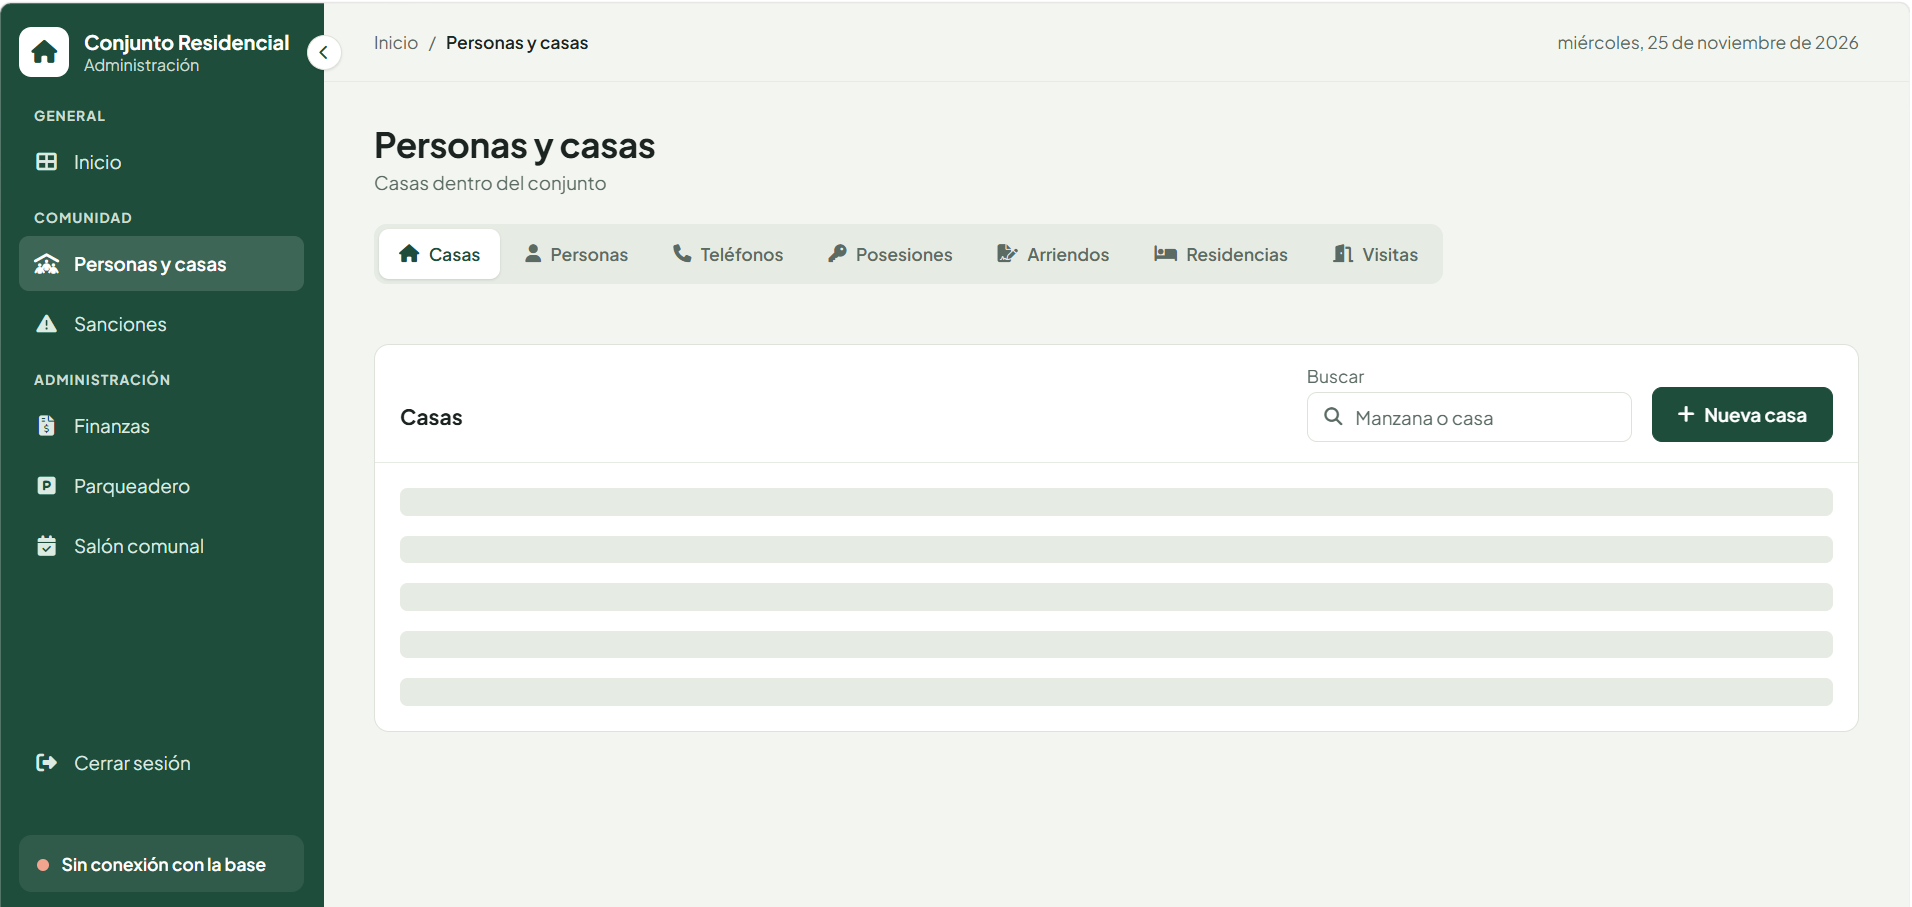 Conjunto Residencial
Administración
GENERAL
Inicio
COMUNIDAD
Personas y casas
Sanciones
ADMINISTRACIÓN
Finanzas
Parqueadero
Salón comunal
Cerrar sesión
Sin conexión con la base
Inicio / Personas y casas
miércoles, 25 de noviembre de 2026
Personas y casas
Casas dentro del conjunto
Casas
Personas
Teléfonos
Posesiones
Arriendos
Residencias
Visitas
Casas
Buscar
Manzana o casa
+ Nueva casa